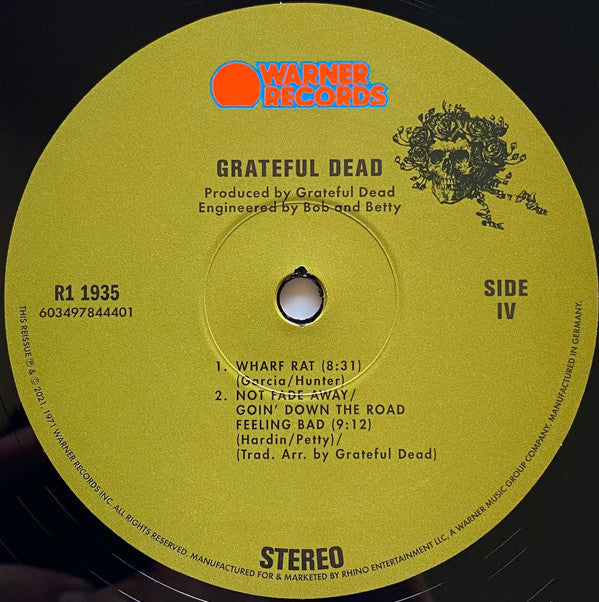 WARNER
RECORDS
GRATEFUL DEAD
Produced by Grateful Dead
Engineered by Bob and Betty
R1 1935
603497844401
SIDE
IV
1. WHARF RAT (8:31)
(Garcia/Hunter)
2. NOT FADE AWAY/
GOIN' DOWN THE ROAD
FEELING BAD (9:12)
(Hardin/Petty)/
(Trad. Arr. by Grateful Dead)
STEREO
THIS REISSUE ℗ & © 2021, 1971 WARNER RECORDS INC. ALL RIGHTS RESERVED. MANUFACTURED FOR & MARKETED BY RHINO ENTERTAINMENT LLC, A WARNER MUSIC GROUP COMPANY. MANUFACTURED IN GERMANY.